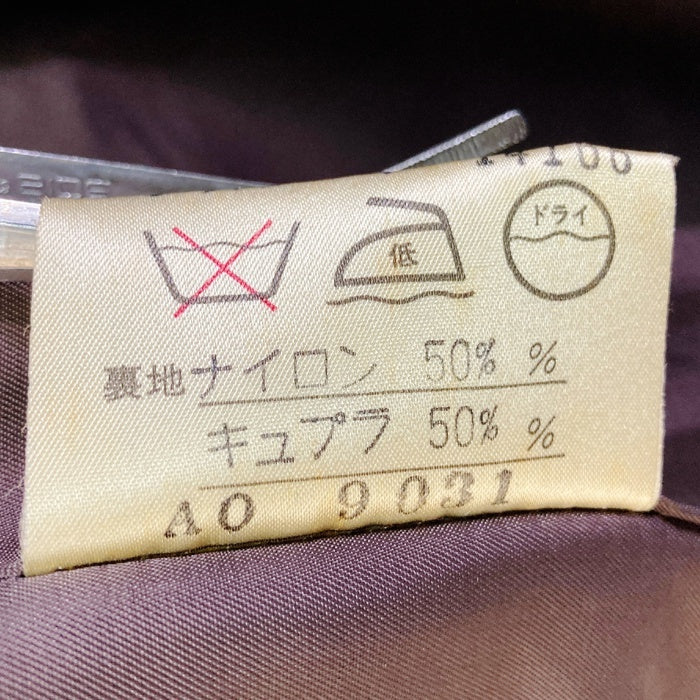 ドライ
低
裏地 ナイロン 50% %
キュプラ 50% %
AO 9031